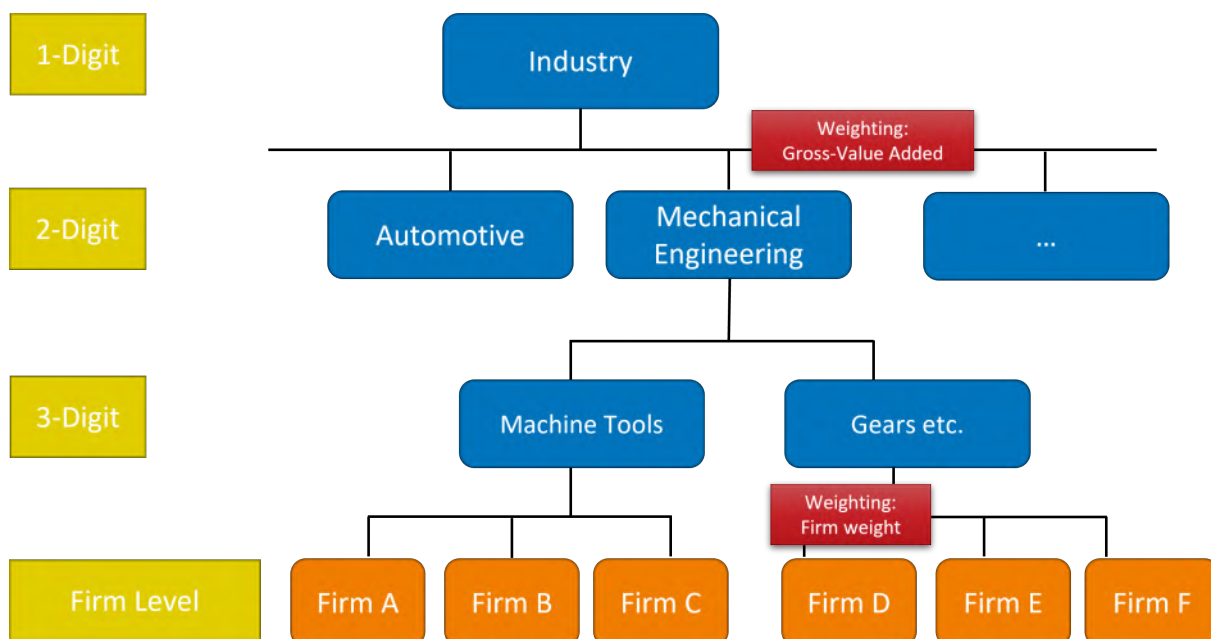 1-Digit
Industry
Weighting:
Gross-Value Added
2-Digit
Automotive
Mechanical
Engineering
...
3-Digit
Machine Tools
Gears etc.
Weighting:
Firm weight
Firm Level
Firm A
Firm B
Firm C
Firm D
Firm E
Firm F